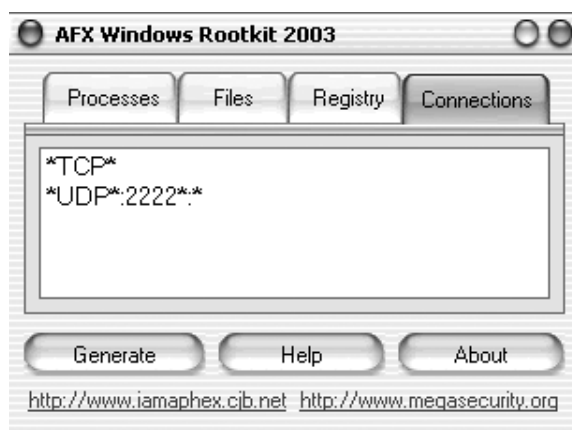 AFX Windows Rootkit 2003
Processes Files Registry Connections
*TCP*
*UDP*:2222*:*
Generate Help About
http://www.iamaphex.cjb.net http://www.megasecurity.org